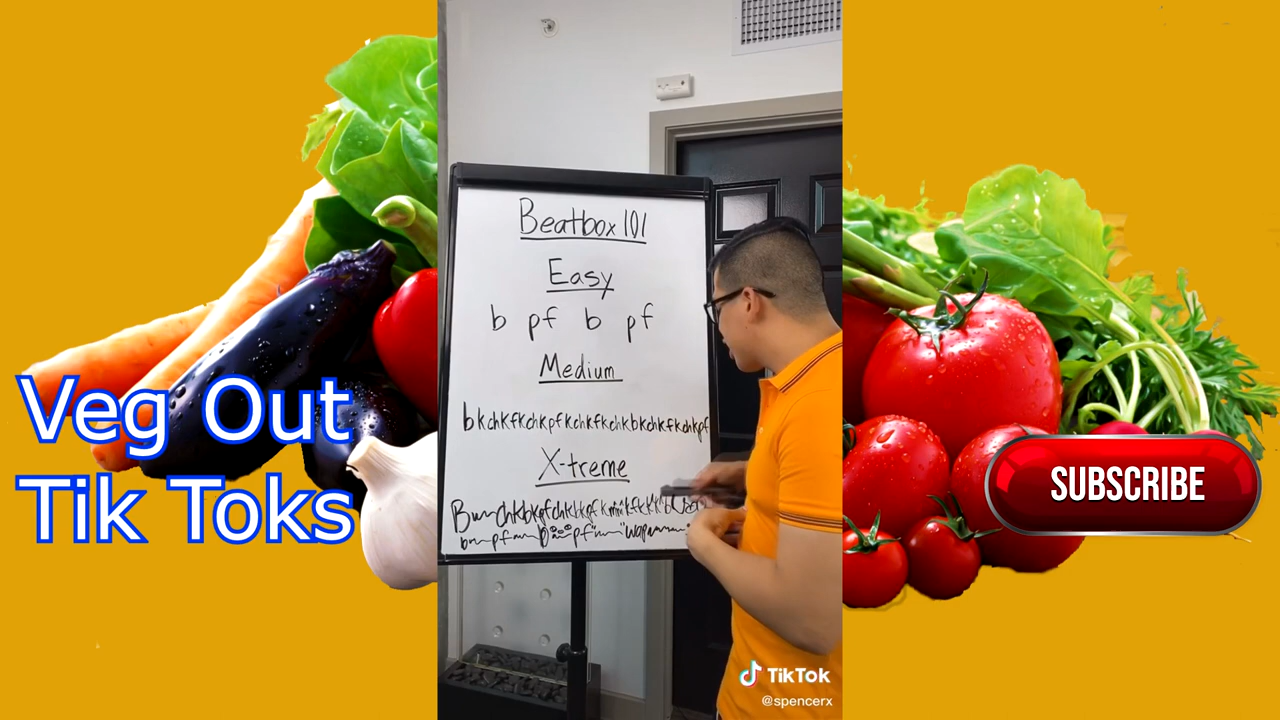 Beatbox 101
Easy
b pf b pf
Medium
bkchkfkchkpfkchkfkchkbkchkfkchkpf
X-treme
Veg Out
Tik Toks
SUBSCRIBE
TikTok
@spencerx